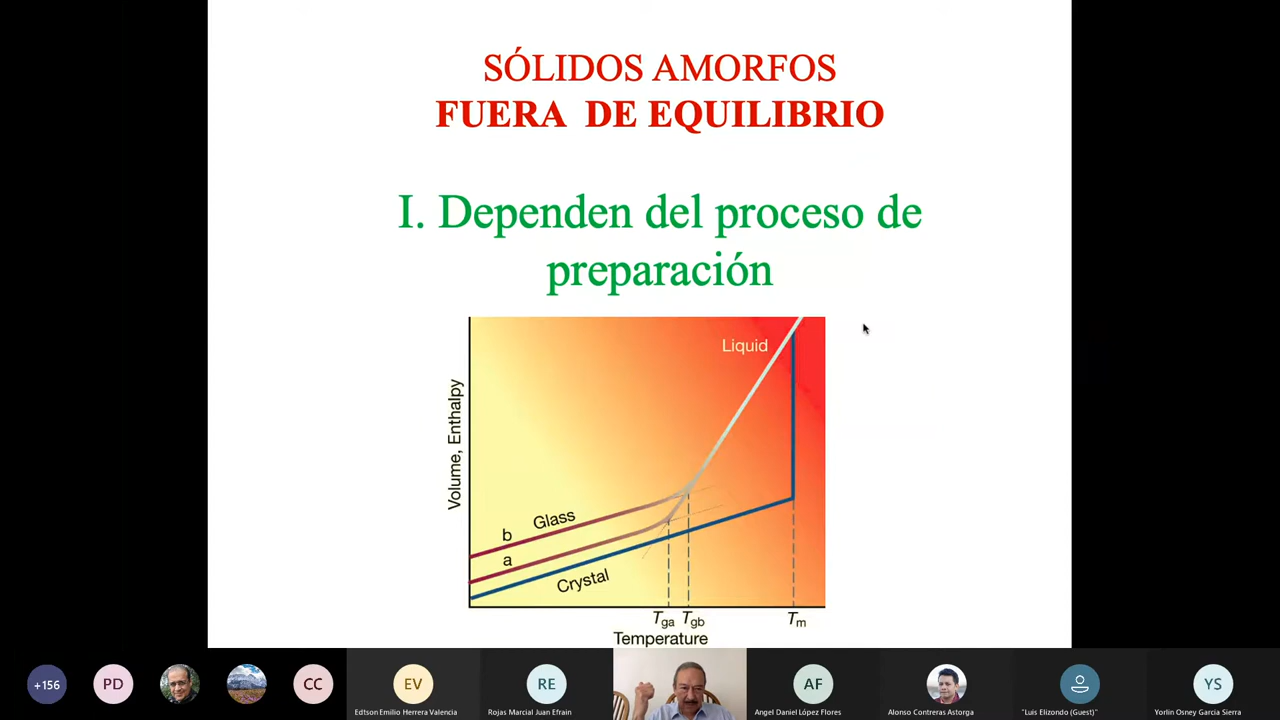 SÓLIDOS AMORFOS
FUERA DE EQUILIBRIO
I. Dependen del proceso de
preparación
Liquid
Volume, Enthalpy
b
Glass
a
Crystal
Tga
Tgb
Tm
Temperature
+156
PD
CC
EV
RE
AF
YS
Edtson Emilio Herrera Valencia
Rojas Marcial Juan Efrain
Angel Daniel López Flores
Alonso Contreras Astorga
"Luis Elizondo (Guest)"
Yorlin Osney Garcia Sierra